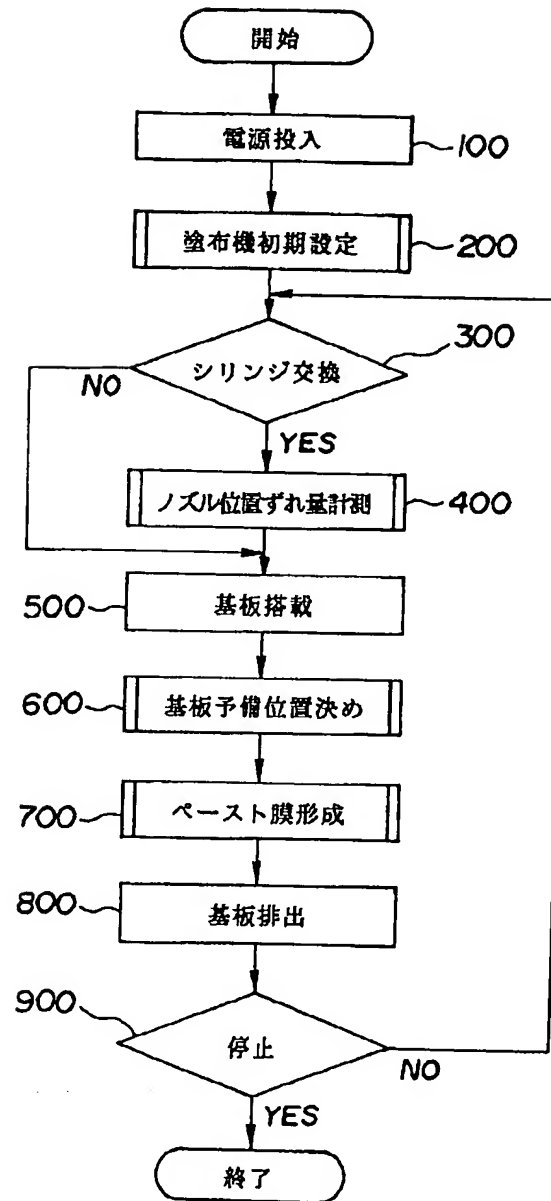 開始
電源投入
100
塗布機初期設定
200
シリンジ交換
300
NO
YES
ノズル位置ずれ量計測
400
500
基板搭載
600
基板予備位置決め
700
ペースト膜形成
800
基板排出
900
停止
NO
YES
終了